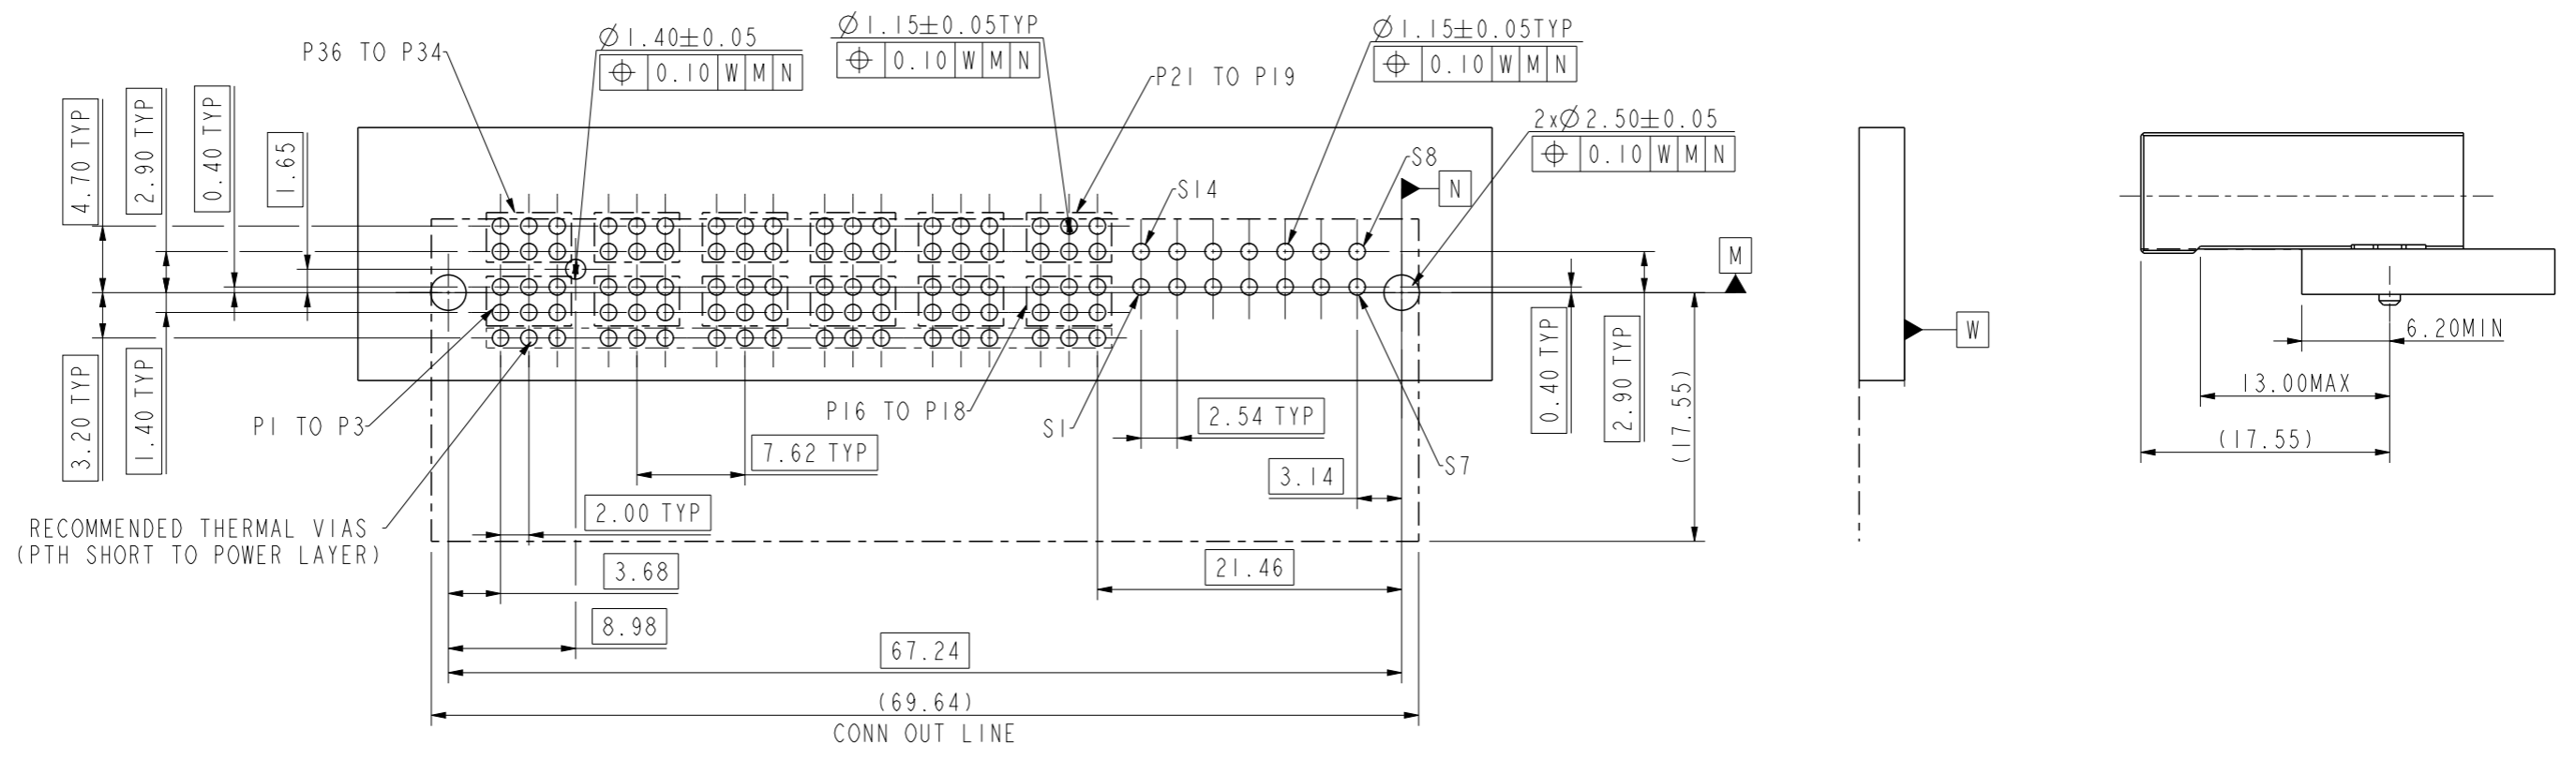 P36 TO P34
Ø1.40±0.05
0.10 W M N
Ø1.15±0.05TYP
0.10 W M N
P21 TO P19
Ø1.15±0.05TYP
0.10 W M N
2xØ2.50±0.05
0.10 W M N
4.70 TYP
2.90 TYP
0.40 TYP
1.65
S14
S8
N
M
W
3.20 TYP
1.40 TYP
P1 TO P3
P16 TO P18
S1
S7
2.54 TYP
7.62 TYP
3.14
2.00 TYP
0.40 TYP
2.90 TYP
(17.55)
RECOMMENDED THERMAL VIAS
(PTH SHORT TO POWER LAYER)
3.68
21.46
8.98
67.24
(69.64)
CONN OUT LINE
6.20MIN
13.00MAX
(17.55)